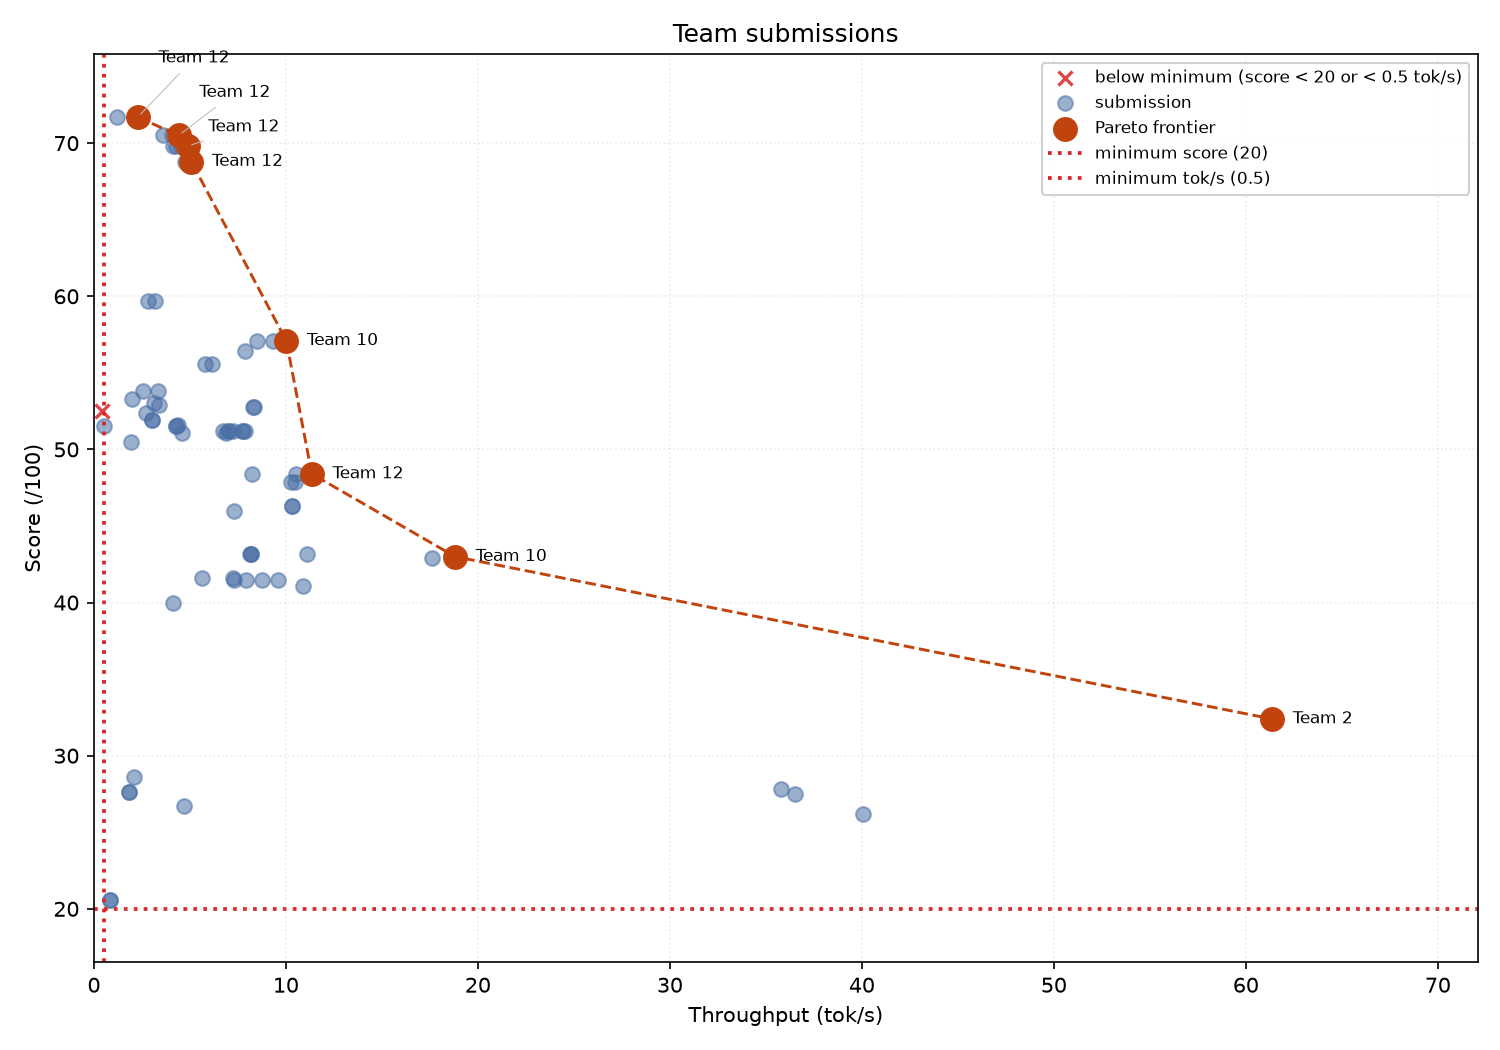 Team submissions
Team 12
Team 12
Team 12
Team 12
Team 10
Team 12
Team 10
Team 2
below minimum (score < 20 or < 0.5 tok/s)
submission
Pareto frontier
minimum score (20)
minimum tok/s (0.5)
Score (/100)
70
60
50
40
30
20
0 10 20 30 40 50 60 70
Throughput (tok/s)